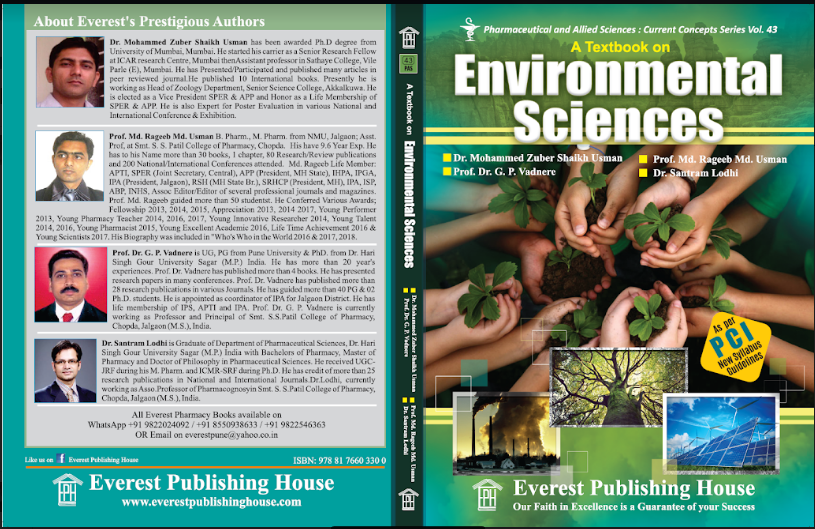 About Everest's Prestigious Authors
Dr. Mohammed Zuber Shaikh Usman has been awarded Ph.D degree from
University of Mumbai, Mumbai. He started his carrier as a Senior Research Fellow
at ICAR research Centre, Mumbai thenAssistant professor in Sathaye College, Vile
Parle (E), Mumbai. He has Presented/Participated and published many articles in
peer reviewed journal.He published 10 International books. Presently he is
working as Head of Zoology Department, Senior Science College, Akkalkuwa. He
is elected as a Vice President SPER & APP and Honor as a Life Membership of
SPER & APP. He is also Expert for Poster Evaluation in various National and
International Conference & Exhibition.
Prof. Md. Rageeb Md. Usman B. Pharm., M. Pharm. from NMU, Jalgaon; Asst.
Prof, at Smt. S. S. Patil College of Pharmacy, Chopda. His have 9.6 Year Exp. He
has to his Name more than 30 books, 1 chapter, 80 Research/Review publications
and 200 National/International Conferences attended. Md. Rageeb Life Member:
APTI, SPER (Joint Secretary, Central), APP (President, MH State), IHPA, IPGA,
IPA (President, Jalgaon), RSH (MH State Br.), SRHCP (President, MH), IPA, ISP,
ABP, INHS, Assoc Editor/Editor of several professional journals and magazines.
Prof. Md. Rageeb guided more than 50 studentst. He Conferred Various Awards;
Fellowship 2013, 2014, 2015, Appreciation 2013, 2014 2017, Young Performer
2013, Young Pharmacy Teacher 2014, 2016, 2017, Young Innovative Researcher 2014, Young Talent
2014, 2016, Young Pharmacist 2015, Young Excellent Academic 2016, Life Time Achievement 2016 &
Young Scientists 2017. His Biography was included in "Who's Who in the World 2016 & 2017, 2018.
Prof. Dr. G. P. Vadnere is UG, PG from Pune University & PhD. from Dr. Hari
Singh Gour University Sagar (M.P.) India. He has more than 20 year's
experiences. Prof. Dr. Vadnere has published more than 4 books. He has presented
research papers in many conferences. Prof. Dr. Vadnere has published more than
28 research publications in various Journals. He has guided more than 40 PG & 02
Ph.D. students. He is appointed as coordinator of IPA for Jalgaon District. He has
life membership of IPS, APTI and IPA. Prof. Dr. G. P. Vadnere is currently
working as Professor and Principal of Smt. S.S.Patil College of Pharmacy,
Chopda, Jalgaon (M.S.), India.
Dr. Santram Lodhi is Graduate of Department of Pharmaceutical Sciences, Dr. Hari
Singh Gour University Sagar (M.P.) India with Bachelors of Pharmacy, Master of
Pharmacy and Doctor of Philosophy in Pharmaceutical Sciences. He received UGC-
JRF during his M. Pharm. and ICMR-SRF during Ph.D. He has credit of more than 25
research publications in National and International Journals.Dr.Lodhi, currently
working as Asso.Professor of Pharmacognosyin Smt. S. S.Patil College of Pharmacy,
Chopda, Jalgaon (M.S.), India.
All Everest Pharmacy Books available on
WhatsApp +91 9822024092 / +91 8550938633 / +91 9822546363
OR Email on everestpune@yahoo.co.in
Like us on f Everest Publishing House
ISBN: 978 81 7660 330 0
EPH Everest Publishing House
www.everestpublishinghouse.com
EPH
43
PAS
A Textbook on
Environmental Sciences
Dr. Mohammed Zuber Shaikh Usman
Prof. Md. Rageeb Md. Usman
Prof. Dr. G. P. Vadnere
Dr. Santram Lodhi
EPH
Pharmaceutical and Allied Sciences : Current Concepts Series Vol. 43
A Textbook on
Environmental
Sciences
Dr. Mohammed Zuber Shaikh Usman
Prof. Md. Rageeb Md. Usman
Prof. Dr. G. P. Vadnere
Dr. Santram Lodhi
As per
PCI
New Syllabus
Guidelines
EPH Everest Publishing House
Our Faith in Excellence is a Guarantee of your Success